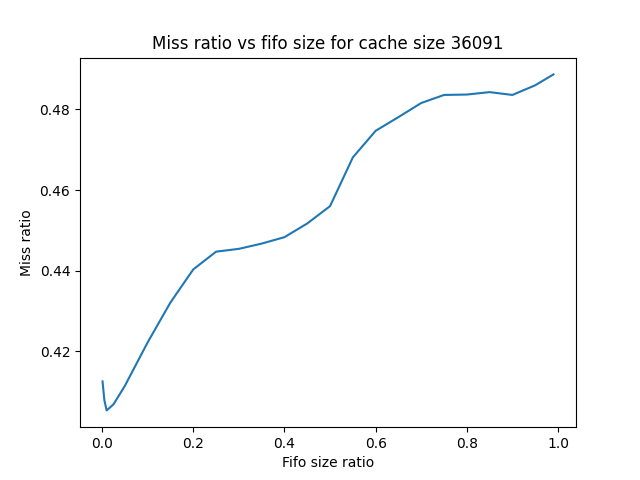 Miss ratio vs fifo size for cache size 36091
0.48
0.46
0.44
0.42
Miss ratio
0.0 0.2 0.4 0.6 0.8 1.0
Fifo size ratio